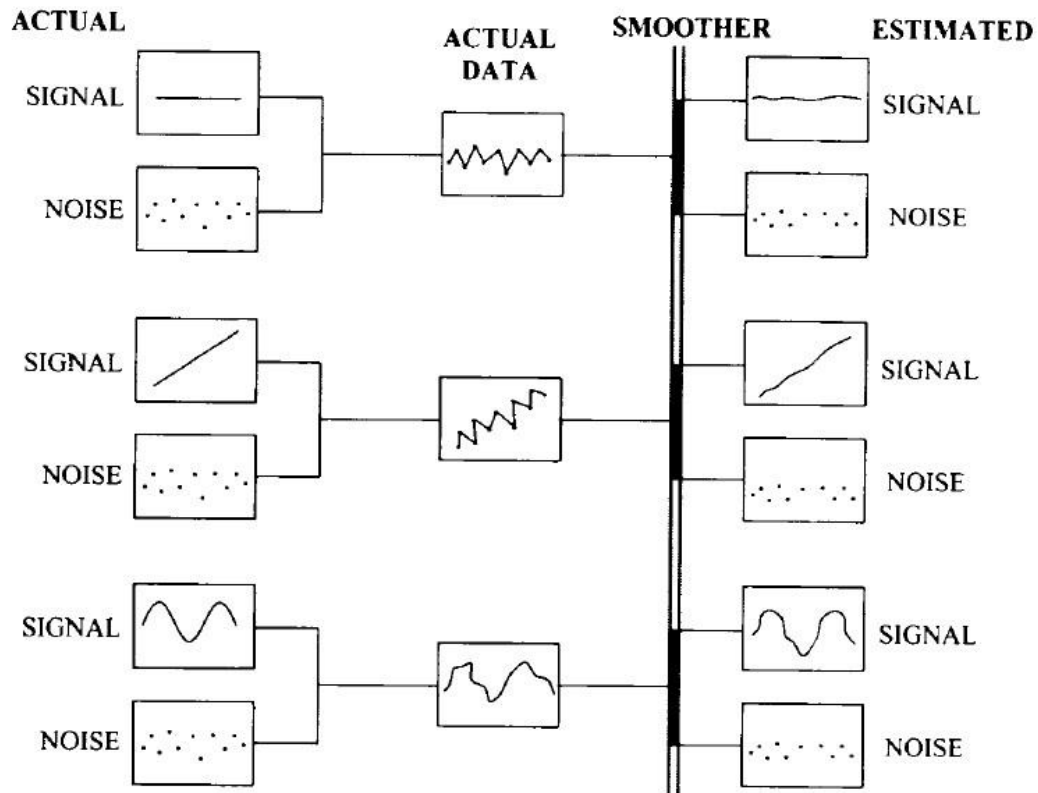 ACTUAL
ACTUAL
DATA
SMOOTHER
ESTIMATED
SIGNAL
SIGNAL
NOISE
NOISE
SIGNAL
SIGNAL
NOISE
NOISE
SIGNAL
SIGNAL
NOISE
NOISE